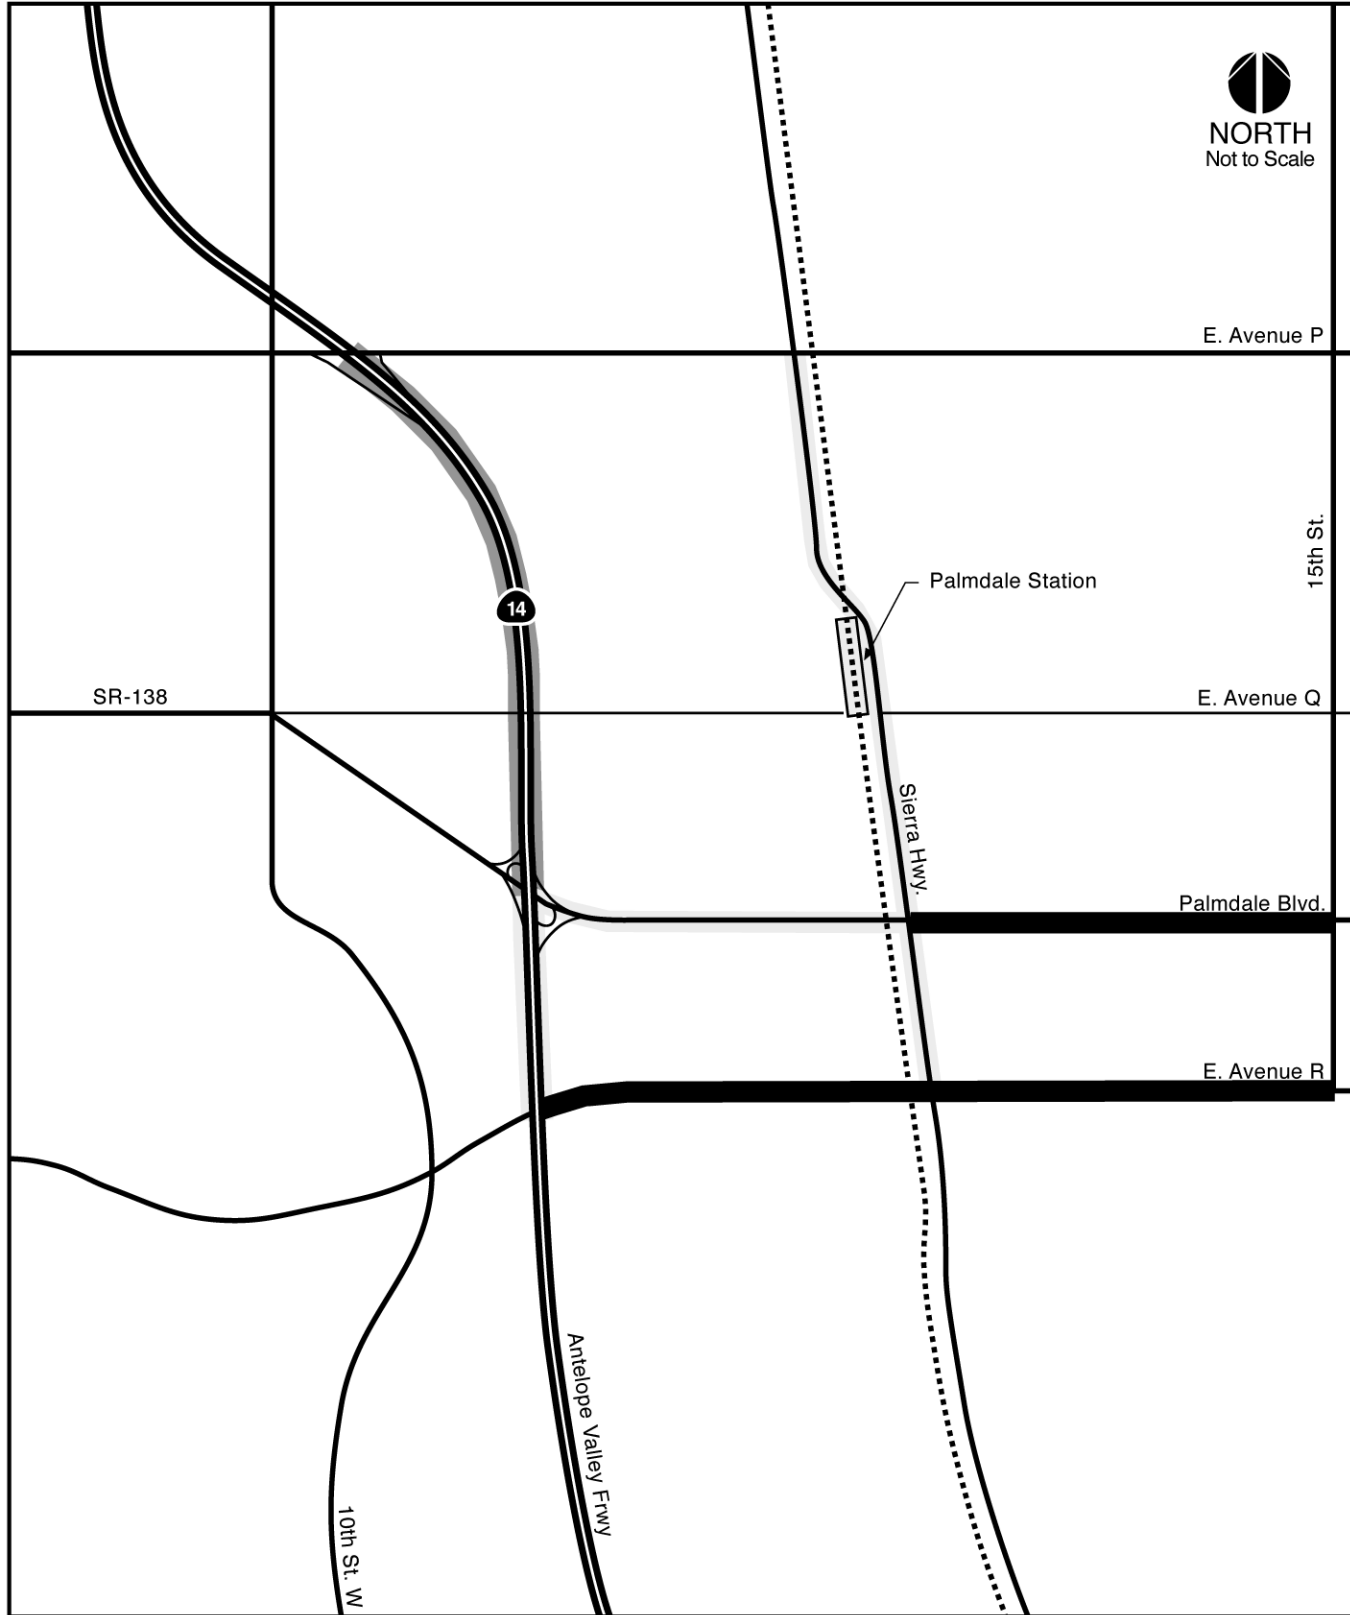 NORTH
Not to Scale
E. Avenue P
15th St.
Palmdale Station
14
SR-138
E. Avenue Q
Sierra Hwy.
Palmdale Blvd.
E. Avenue R
Antelope Valley Frwy
10th St. W